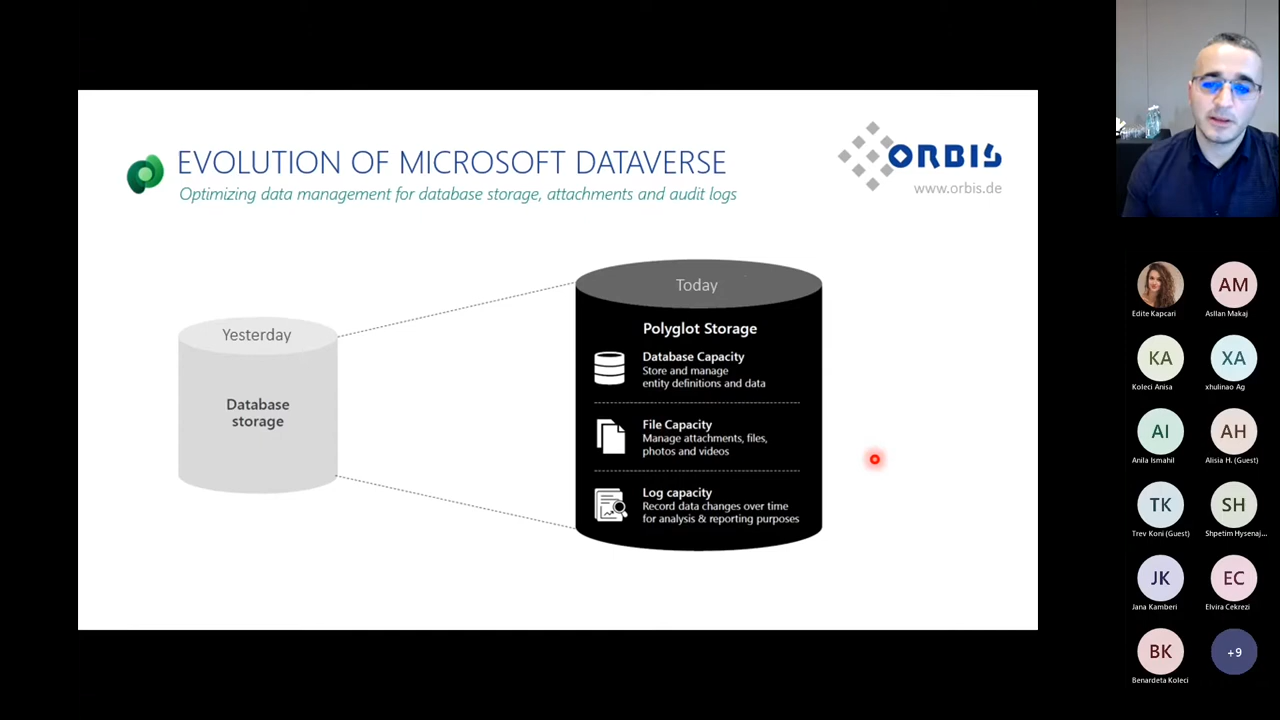 EVOLUTION OF MICROSOFT DATAVERSE
Optimizing data management for database storage, attachments and audit logs
ORBIS
www.orbis.de
Yesterday
Database
storage
Today
Polyglot Storage
Database Capacity
Store and manage
entity definitions and data
File Capacity
Manage attachments, files,
photos and videos
Log capacity
Record data changes over time
for analysis & reporting purposes
Edite Kapcari
AM
Asllan Makaj
KA
Koleci Anisa
XA
xhulinao Ag
AI
Anila Ismahil
AH
Alisia H. (Guest)
TK
Trev Koni (Guest)
SH
Shpetim Hysenaj...
JK
Jana Kamberi
EC
Elvira Cekrezi
BK
Benardeta Koleci
+9